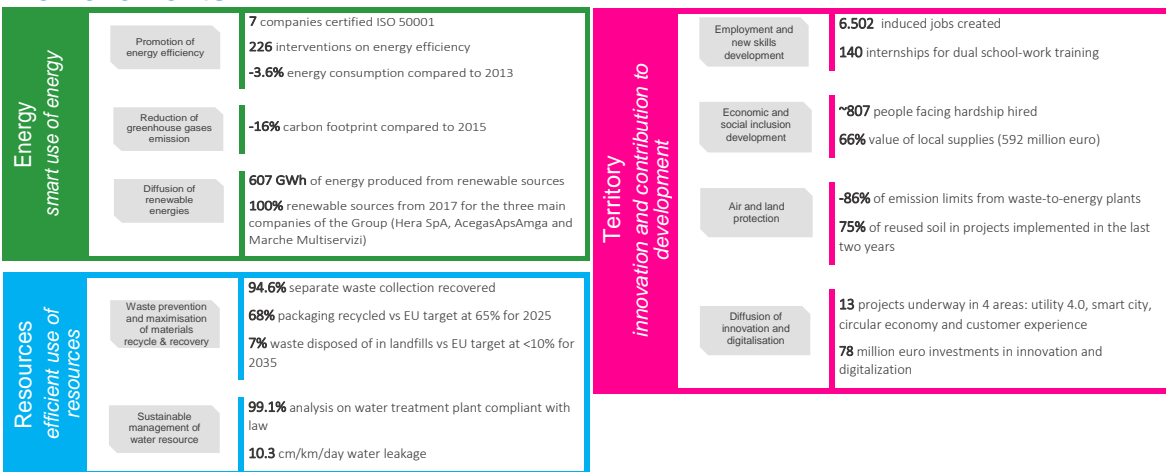 Energy
smart use of energy
Promotion of
energy efficiency
7 companies certified ISO 50001
226 interventions on energy efficiency
-3.6% energy consumption compared to 2013
Reduction of
greenhouse gases
emission
-16% carbon footprint compared to 2015
Diffusion of
renewable
energies
607 GWh of energy produced from renewable sources
100% renewable sources from 2017 for the three main
companies of the Group (Hera SpA, AcegasApsAmga and
Marche Multiservizi)
Resources
efficient use of
resources
Waste prevention
and maximisation
of materials
recycle & recovery
94.6% separate waste collection recovered
68% packaging recycled vs EU target at 65% for 2025
7% waste disposed of in landfills vs EU target at <10% for
2035
Sustainable
management of
water resource
99.1% analysis on water treatment plant compliant with
law
10.3 cm/km/day water leakage
Territory
innovation and contribution to
development
Employment and
new skills
development
6.502 induced jobs created
140 internships for dual school-work training
Economic and
social inclusion
development
~807 people facing hardship hired
66% value of local supplies (592 million euro)
Air and land
protection
-86% of emission limits from waste-to-energy plants
75% of reused soil in projects implemented in the last
two years
Diffusion of
innovation and
digitalisation
13 projects underway in 4 areas: utility 4.0, smart city,
circular economy and customer experience
78 million euro investments in innovation and
digitalization